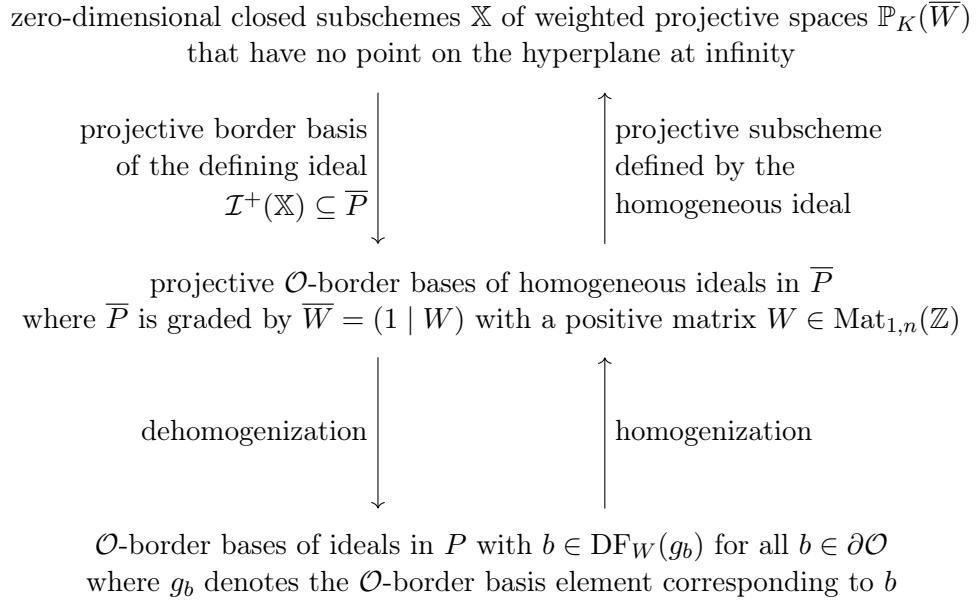 zero-dimensional closed subschemes 𝕏 of weighted projective spaces ℙ_K(W̅)
that have no point on the hyperplane at infinity
projective border basis
of the defining ideal
ℐ⁺(𝕏) ⊆ P̅
projective subscheme
defined by the
homogeneous ideal
projective 𝒪-border bases of homogeneous ideals in P̅
where P̅ is graded by W̅ = (1 | W) with a positive matrix W ∈ Mat₁,ₙ(ℤ)
dehomogenization
homogenization
𝒪-border bases of ideals in P with b ∈ DF_W(g_b) for all b ∈ ∂𝒪
where g_b denotes the 𝒪-border basis element corresponding to b